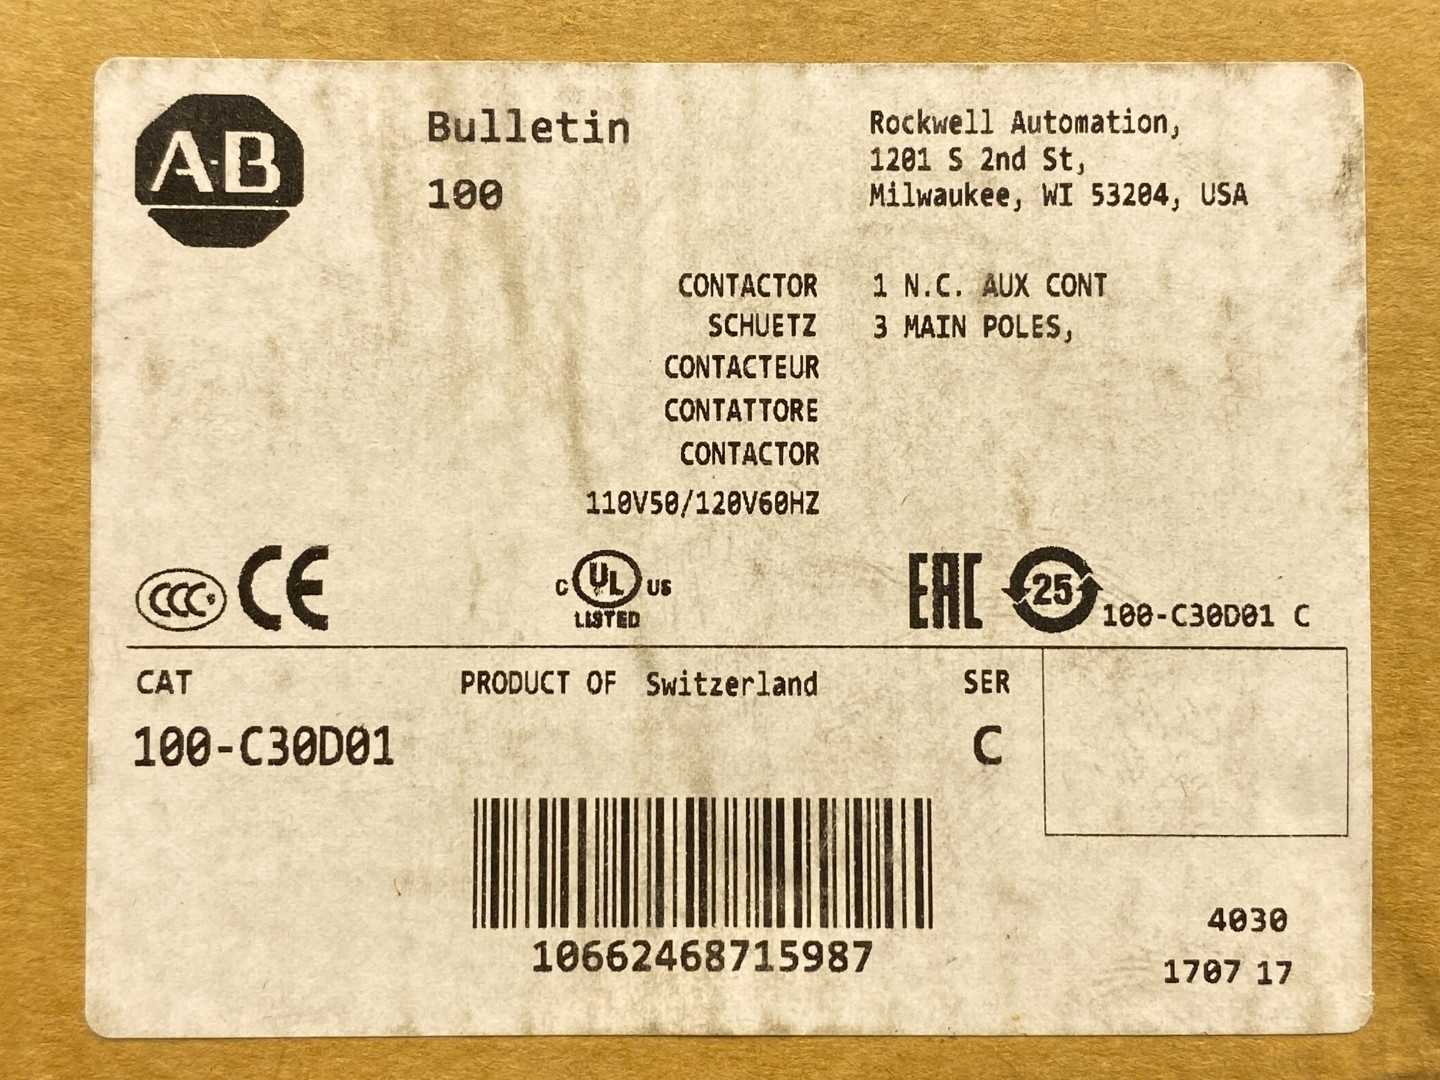 A-B
Bulletin
100
Rockwell Automation,
1201 S 2nd St,
Milwaukee, WI 53204, USA
CONTACTOR
SCHUETZ
CONTACTEUR
CONTATTORE
CONTACTOR
110V50/120V60HZ
1 N.C. AUX CONT
3 MAIN POLES,
CCC
CE
C UL US
LISTED
EAC
25
100-C30D01 C
CAT
100-C30D01
PRODUCT OF Switzerland
SER
C
10662468715987
4030
1707 17